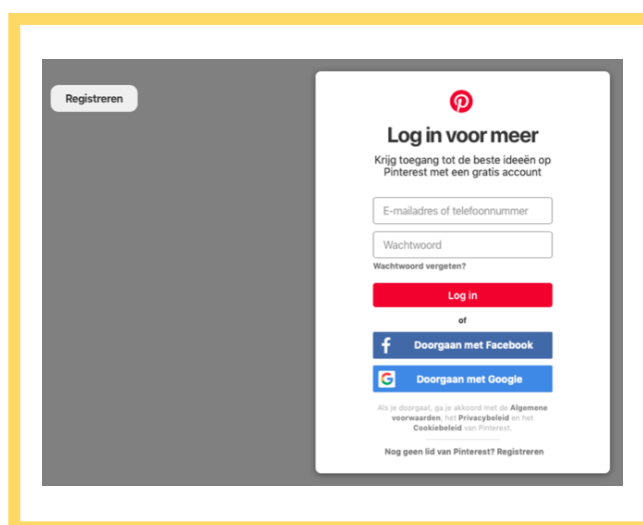 Registreren
Log in voor meer
Krijg toegang tot de beste ideeën op
Pinterest met een gratis account
E-mailadres of telefoonnummer
Wachtwoord
Wachtwoord vergeten?
Log in
of
Doorgaan met Facebook
Doorgaan met Google
Als je doorgaat, ga je akkoord met de Algemene
voorwaarden, het Privacybeleid en het
Cookiebeleid van Pinterest.
Nog geen lid van Pinterest? Registreren